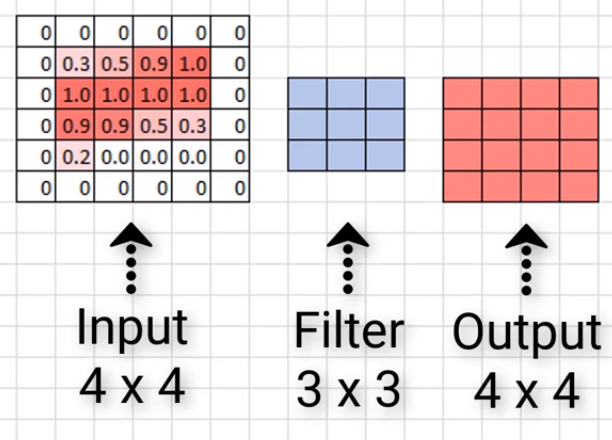 0 0 0 0 0 0
0 0.3 0.5 0.9 1.0 0
0 1.0 1.0 1.0 1.0 0
0 0.9 0.9 0.5 0.3 0
0 0.2 0.0 0.0 0.0 0
0 0 0 0 0 0
Input Filter Output
4 x 4 3 x 3 4 x 4